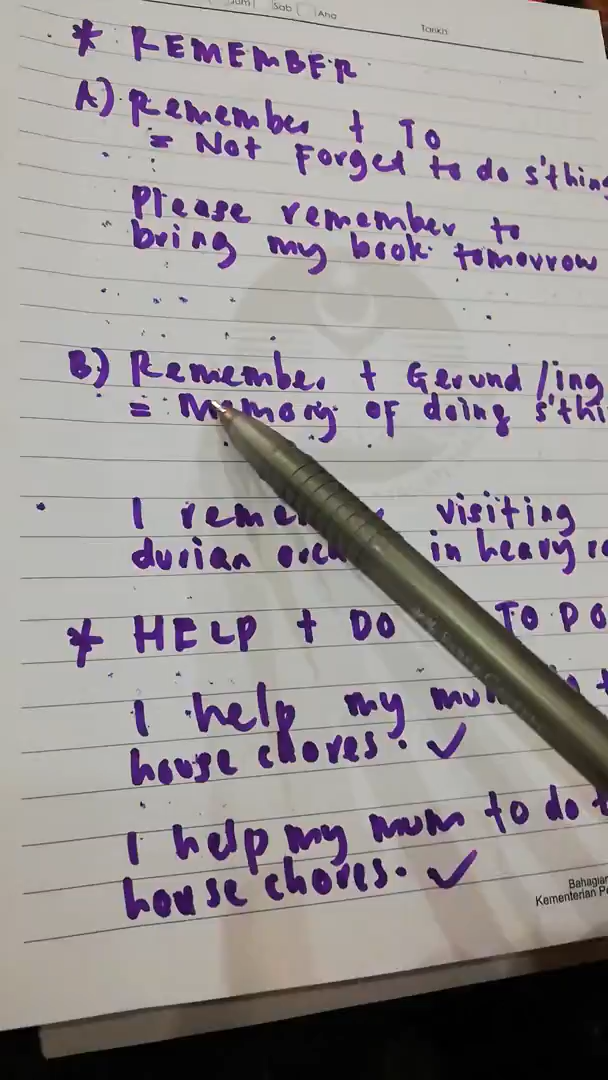 Jum Sab Aha
Tarikh
* REMEMBER
A) Remember + To
= Not Forget to do s'thing
Please remember to
bring my book tomorrow
B) Remember + Gerund /ing
= Memory of doing s'thi
I visiting
durian in heavy
* HELP + DO TO DO
I help my
house chores. ✓
I help my mum to do
house chores. ✓
Bahagian
Kementerian